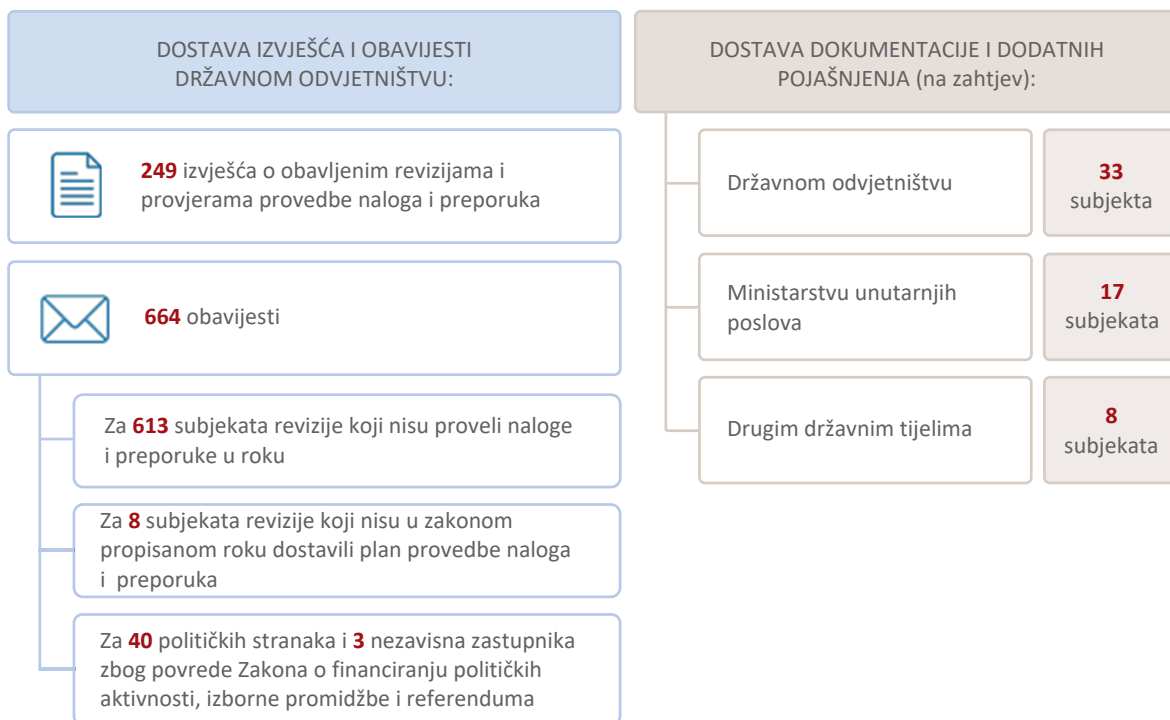 DOSTAVA IZVJEŠĆA I OBAVIJESTI
DRŽAVNOM ODVJETNIŠTVU:
249 izvješća o obavljenim revizijama i
provjerama provedbe naloga i preporuka
664 obavijesti
Za 613 subjekata revizije koji nisu proveli naloge
i preporuke u roku
Za 8 subjekata revizije koji nisu u zakonom
propisanom roku dostavili plan provedbe naloga
i preporuka
Za 40 političkih stranaka i 3 nezavisna zastupnika
zbog povrede Zakona o financiranju političkih
aktivnosti, izborne promidžbe i referenduma
DOSTAVA DOKUMENTACIJE I DODATNIH
POJAŠNJENJA (na zahtjev):
Državnom odvjetništvu
33
subjekta
Ministarstvu unutarnjih
poslova
17
subjekata
Drugim državnim tijelima
8
subjekata